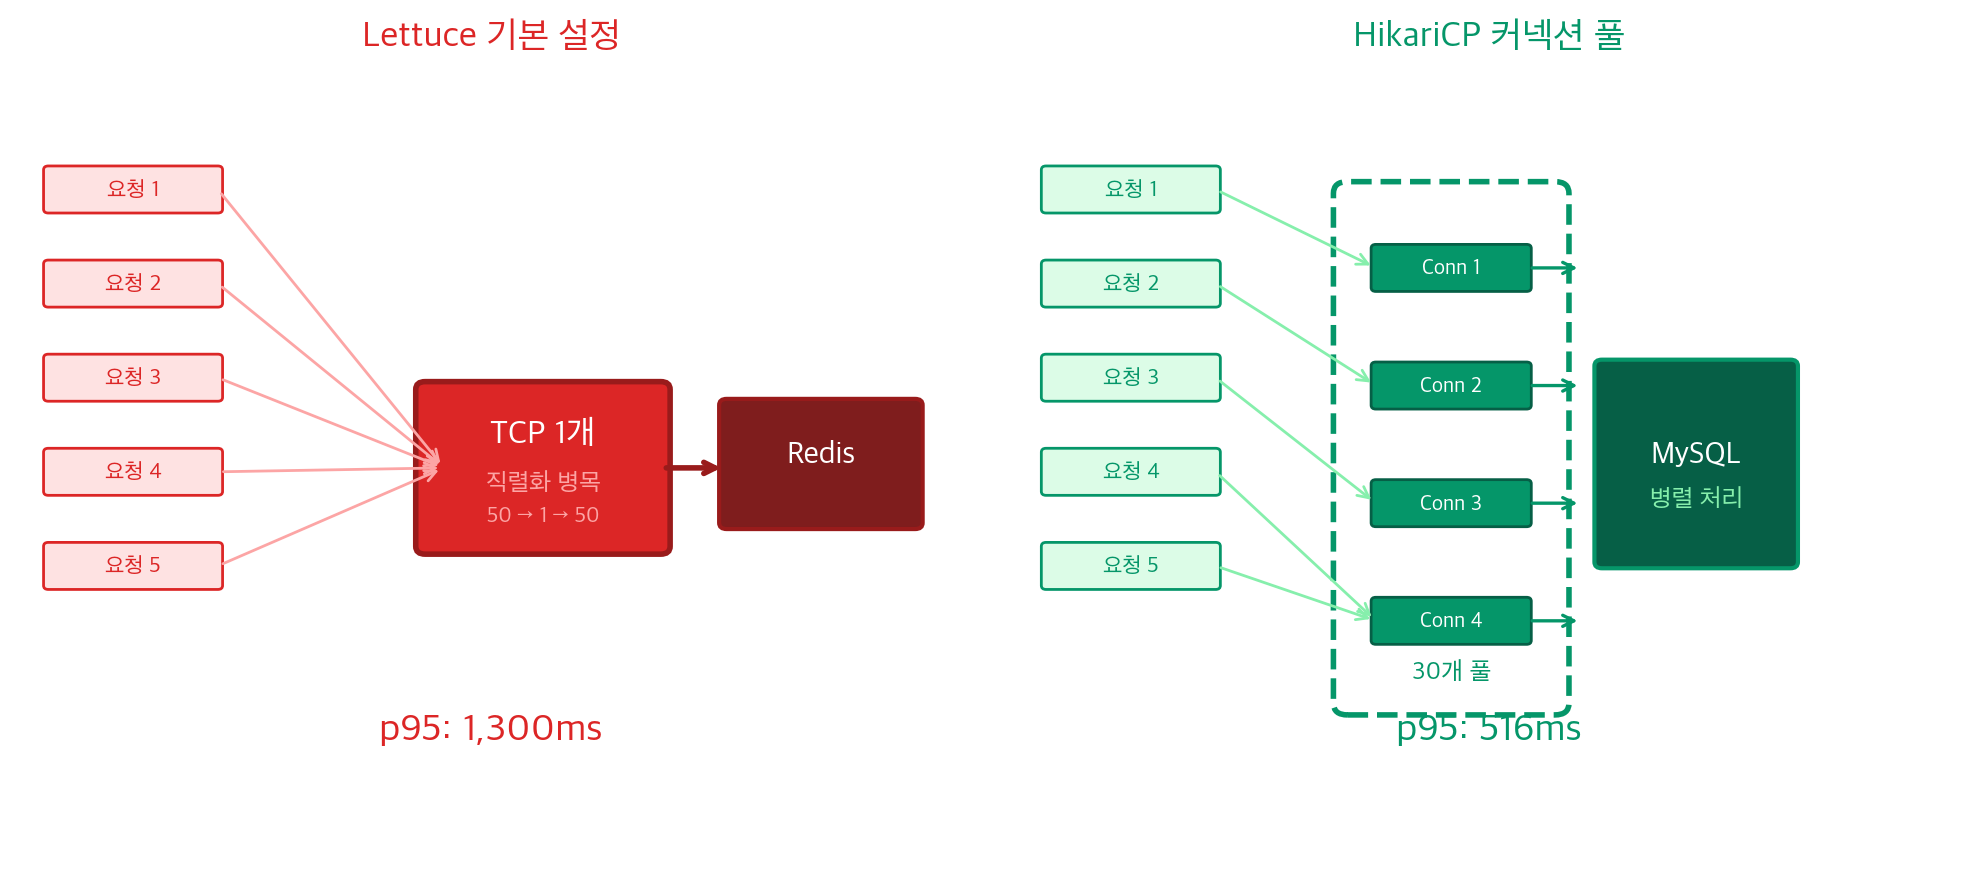 Lettuce 기본 설정
요청 1
요청 2
요청 3
요청 4
요청 5
TCP 1개
직렬화 병목
50 → 1 → 50
Redis
p95: 1,300ms
HikariCP 커넥션 풀
요청 1
요청 2
요청 3
요청 4
요청 5
Conn 1
Conn 2
Conn 3
Conn 4
30개 풀
MySQL
병렬 처리
p95: 516ms